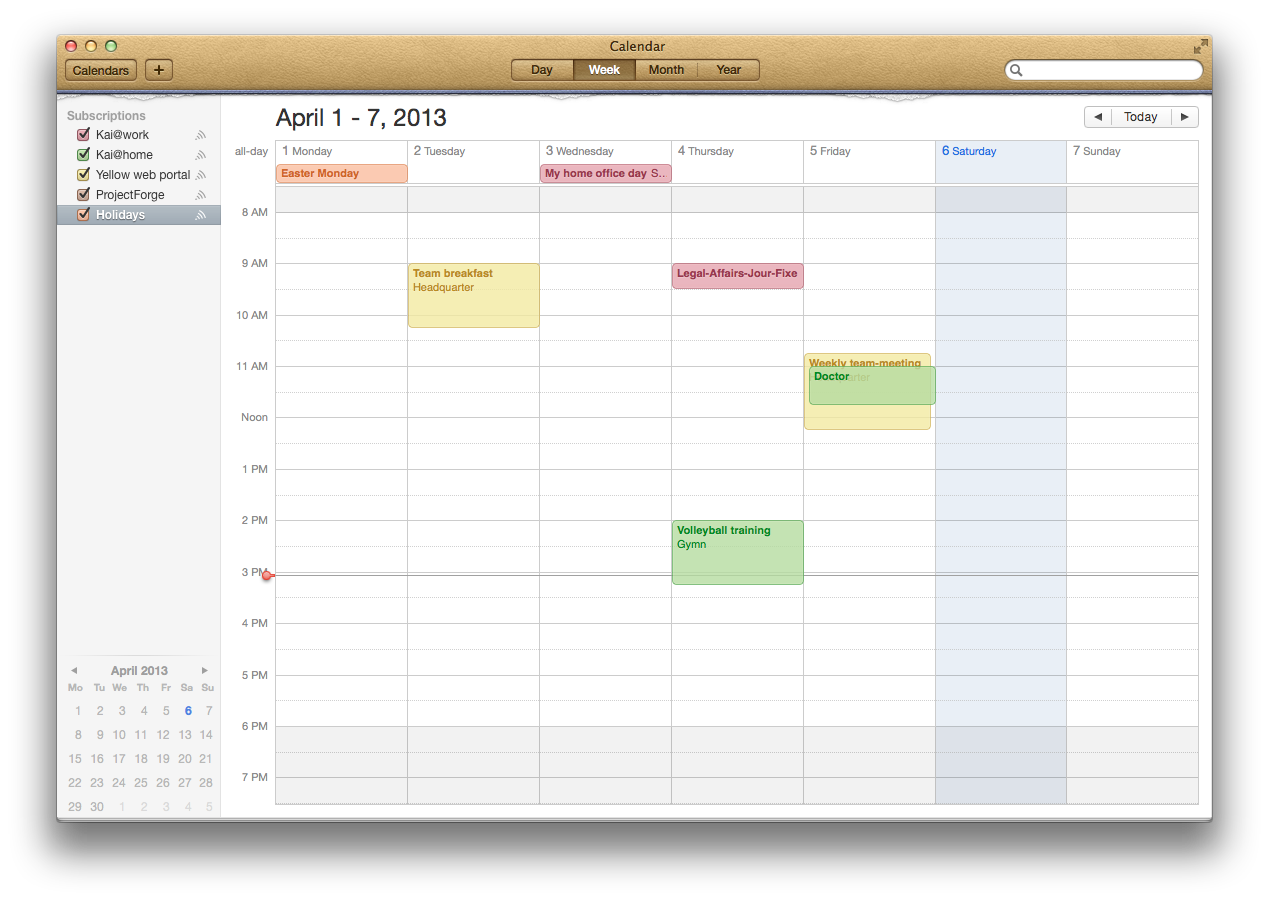 Calendar
Calendars
+
Day Week Month Year
Subscriptions
Kai@work
Kai@home
Yellow web portal
ProjectForge
Holidays
April 1 - 7, 2013
Today
all-day
1 Monday
2 Tuesday
3 Wednesday
4 Thursday
5 Friday
6 Saturday
7 Sunday
Easter Monday
My home office day S...
8 AM
9 AM
Team breakfast
Headquarter
Legal-Affairs-Jour-Fixe
10 AM
11 AM
Weekly team-meeting
Doctor
Noon
1 PM
2 PM
Volleyball training
Gymn
3 PM
4 PM
5 PM
6 PM
7 PM
April 2013
Mo Tu We Th Fr Sa Su
1 2 3 4 5 6 7
8 9 10 11 12 13 14
15 16 17 18 19 20 21
22 23 24 25 26 27 28
29 30 1 2 3 4 5